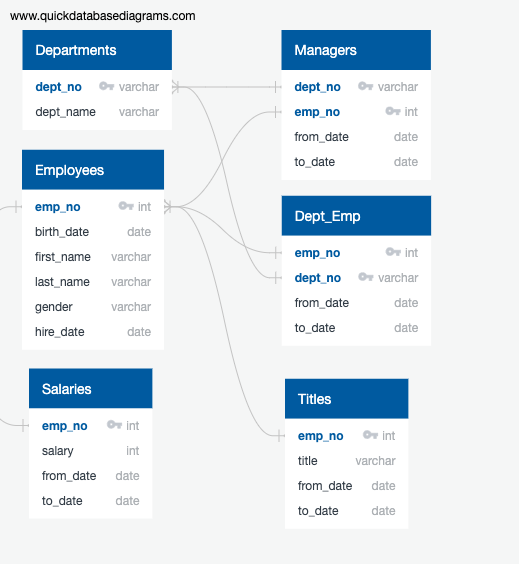 www.quickdatabasediagrams.com
Departments
dept_no varchar
dept_name varchar
Managers
dept_no varchar
emp_no int
from_date date
to_date date
Employees
emp_no int
birth_date date
first_name varchar
last_name varchar
gender varchar
hire_date date
Dept_Emp
emp_no int
dept_no varchar
from_date date
to_date date
Salaries
emp_no int
salary int
from_date date
to_date date
Titles
emp_no int
title varchar
from_date date
to_date date